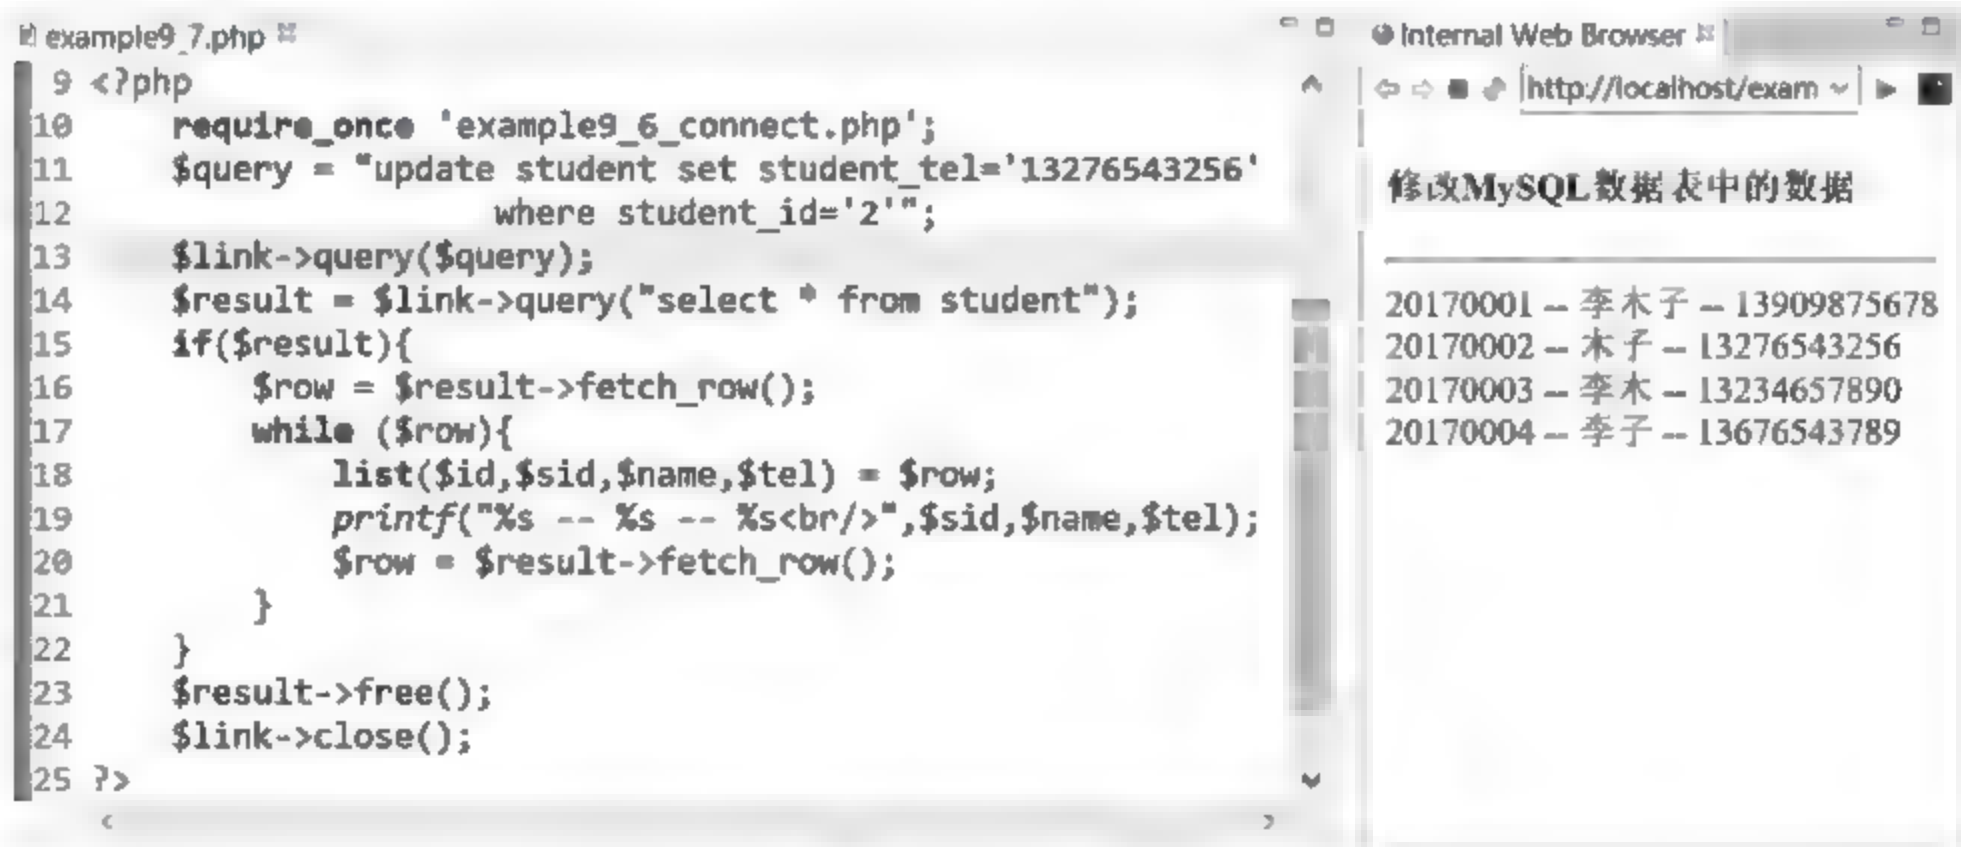 example9_7.php
9 <?php
10     require_once 'example9_6_connect.php';
11     $query = "update student set student_tel='13276543256'
12                     where student_id='2'";
13     $link->query($query);
14     $result = $link->query("select * from student");
15     if($result){
16         $row = $result->fetch_row();
17         while ($row){
18             list($id,$sid,$name,$tel) = $row;
19             printf("%s -- %s -- %s<br/>",$sid,$name,$tel);
20             $row = $result->fetch_row();
21         }
22     }
23     $result->free();
24     $link->close();
25 ?>
Internal Web Browser
http://localhost/exam
修改MySQL数据表中的数据
20170001 -- 李木子 -- 13909875678
20170002 -- 木子 -- 13276543256
20170003 -- 李木 -- 13234657890
20170004 -- 李子 -- 13676543789